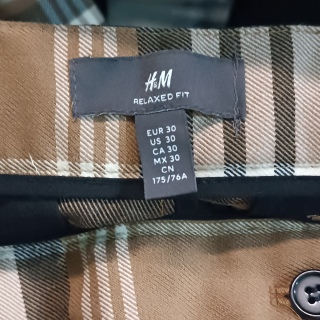 H&M
RELAXED FIT
EUR 30
US 30
CA 30
MX 30
CN
175/76A